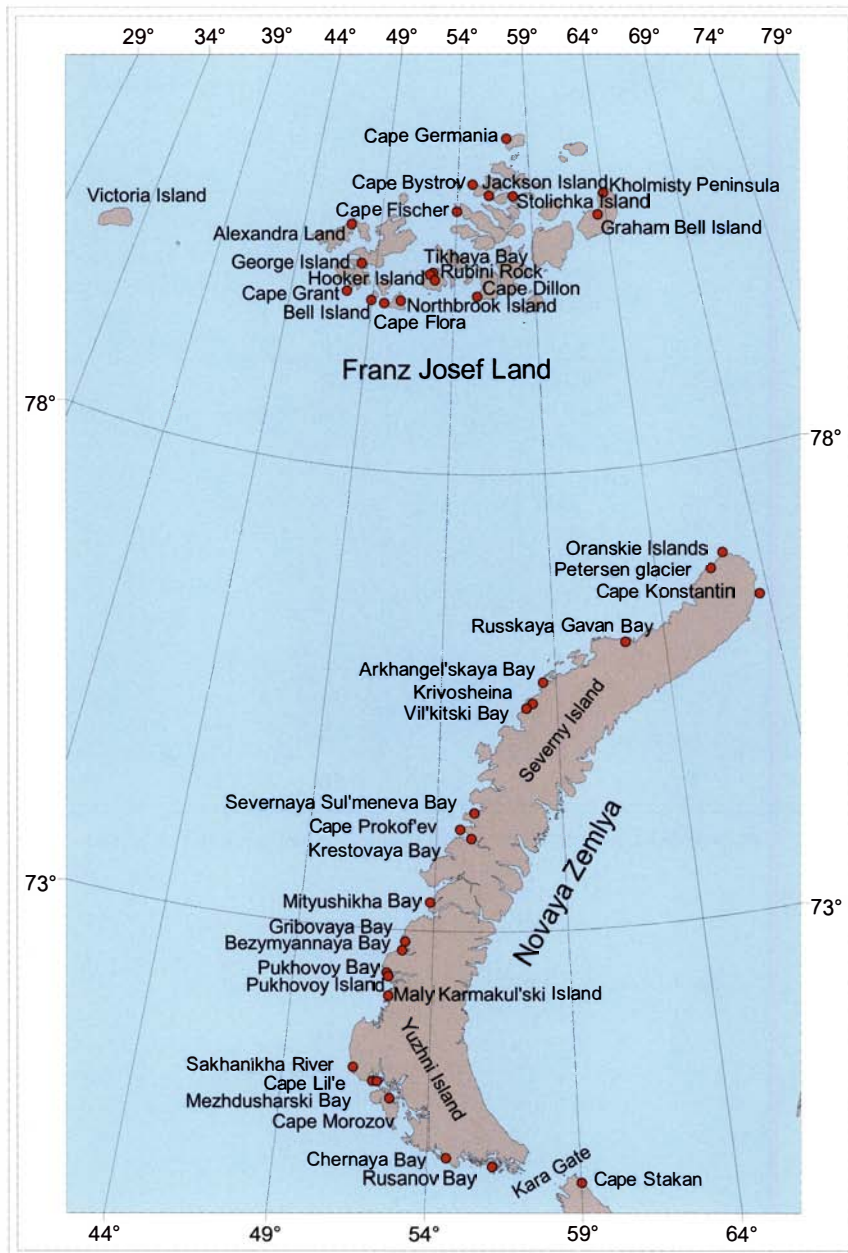 29° 34° 39° 44° 49° 54° 59° 64° 69° 74° 79°
Cape Germania
Cape Bystrov
Jackson Island
Kholmisty Peninsula
Victoria Island
Stolichka Island
Cape Fischer
Graham Bell Island
Alexandra Land
Tikhaya Bay
George Island
Rubini Rock
Hooker Island
Cape Dillon
Cape Grant
Northbrook Island
Bell Island
Cape Flora
Franz Josef Land
78°
78°
Oranskie Islands
Petersen glacier
Cape Konstantin
Russkaya Gavan Bay
Arkhangel'skaya Bay
Krivosheina
Vil'kitski Bay
Severny Island
Severnaya Sul'meneva Bay
Cape Prokof'ev
Krestovaya Bay
Novaya Zemlya
73°
73°
Mityushikha Bay
Gribovaya Bay
Bezymyannaya Bay
Pukhovoy Bay
Pukhovoy Island
Maly Karmakul'ski Island
Yuzhni Island
Sakhanikha River
Cape Lil'e
Mezhdusharski Bay
Cape Morozov
Chernaya Bay
Rusanov Bay
Kara Gate
Cape Stakan
44° 49° 54° 59° 64°